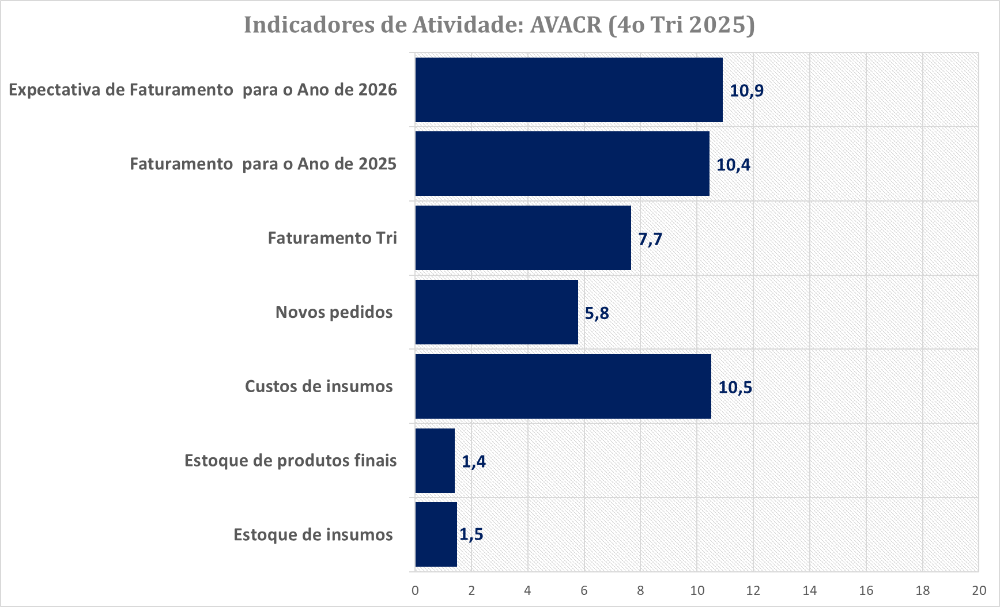 Indicadores de Atividade: AVACR (4o Tri 2025)
Expectativa de Faturamento  para o Ano de 2026
10,9
Faturamento  para o Ano de 2025
10,4
Faturamento Tri
7,7
Novos pedidos
5,8
Custos de insumos
10,5
Estoque de produtos finais
1,4
Estoque de insumos
1,5
0 2 4 6 8 10 12 14 16 18 20